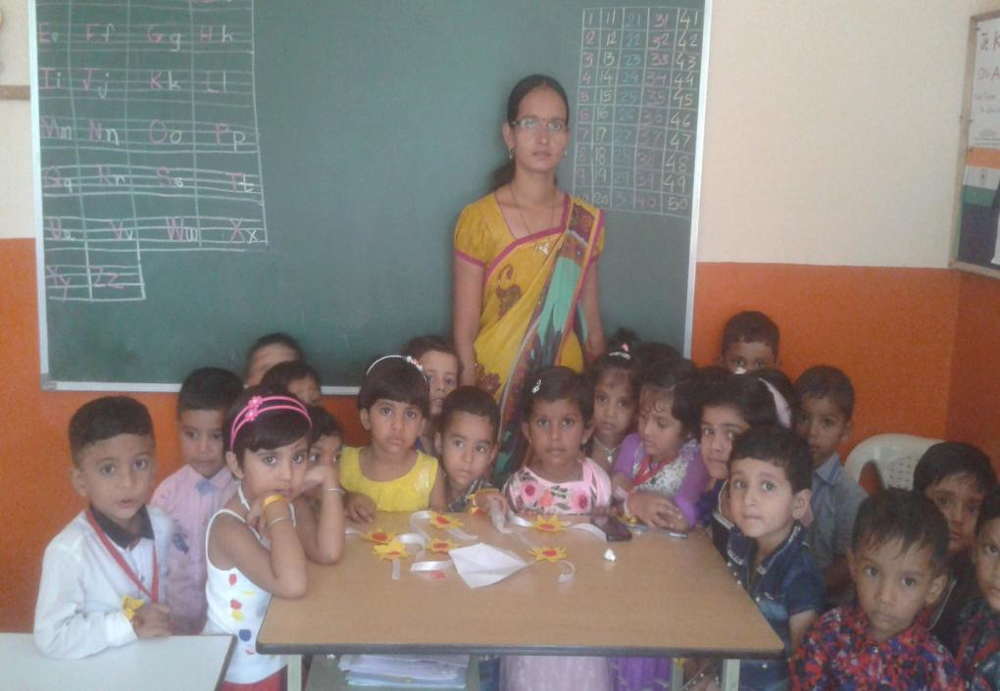 Ee Ff Gg Hh
Ii Jj Kk Ll
Mm Nn Oo Pp
Qq Rr Ss Tt
Uu Vv Ww Xx
Yy Zz
1 11 21 31 41
2 12 22 32 42
3 13 23 33 43
4 14 24 34 44
5 15 25 35 45
6 16 26 36 46
7 17 27 37 47
8 18 28 38 48
9 19 29 39 49
20 40 50